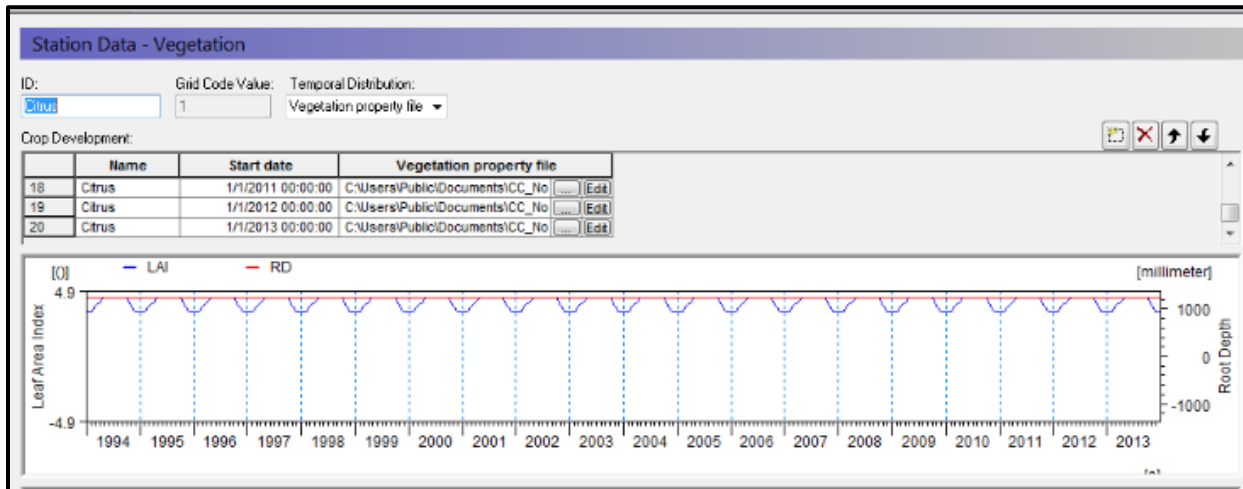 Station Data - Vegetation
ID: Grid Code Value: Temporal Distribution:
Citrus 1 Vegetation property file
Crop Development:
Name Start date Vegetation property file
18 Citrus 1/1/2011 00:00:00 C:\Users\Public\Documents\CC_No ... Edit
19 Citrus 1/1/2012 00:00:00 C:\Users\Public\Documents\CC_No ... Edit
20 Citrus 1/1/2013 00:00:00 C:\Users\Public\Documents\CC_No ... Edit
[()] LAI RD [millimeter]
4.9
1000
Leaf Area Index
0
Root Depth
-1000
-4.9
1994 1995 1996 1997 1998 1999 2000 2001 2002 2003 2004 2005 2006 2007 2008 2009 2010 2011 2012 2013